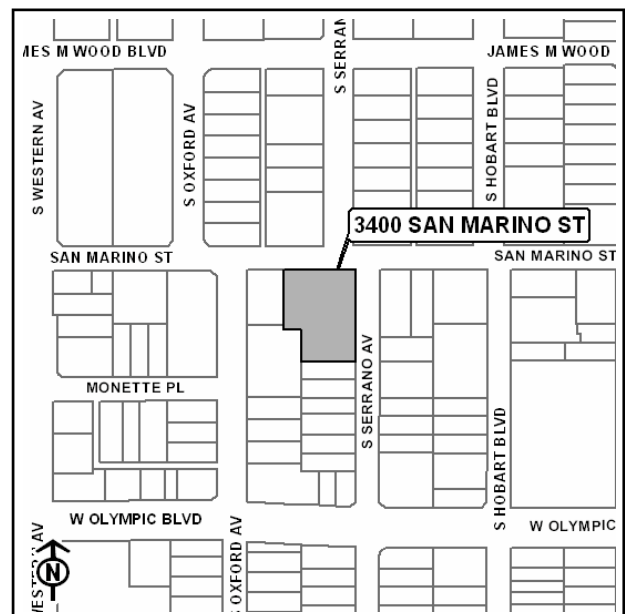 MES M WOOD BLVD
JAMES M WOOD
S SERRAN
S WESTERN AV
S OXFORD AV
S HOBART BLVD
3400 SAN MARINO ST
SAN MARINO ST
SAN MARINO ST
MONETTE PL
S SERRANO AV
S HOBART BLVD
W OLYMPIC BLVD
W OLYMPIC
AV
S OXFORD AV
N